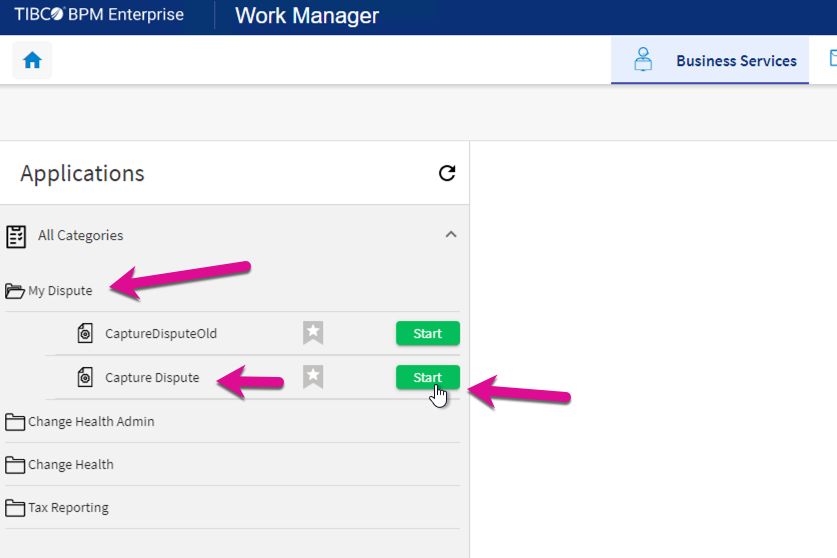 TIBCO® BPM Enterprise Work Manager
Business Services
Applications
All Categories
My Dispute
CaptureDisputeOld Start
Capture Dispute Start
Change Health Admin
Change Health
Tax Reporting